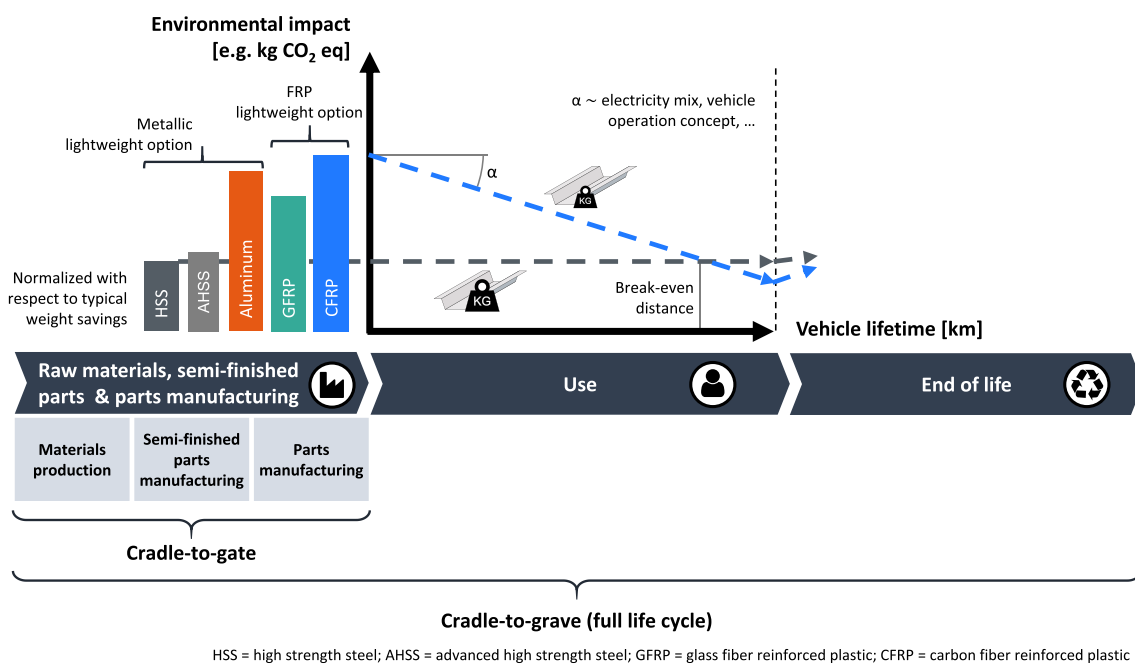 Environmental impact
[e.g. kg CO₂ eq]
FRP
lightweight option
Metallic
lightweight option
α ~ electricity mix, vehicle
operation concept, ...
α
KG
KG
Normalized with
respect to typical
weight savings
HSS
AHSS
Aluminum
GFRP
CFRP
Break-even
distance
Vehicle lifetime [km]
Raw materials, semi-finished
parts & parts manufacturing
Use
End of life
Materials
production
Semi-finished
parts
manufacturing
Parts
manufacturing
Cradle-to-gate
Cradle-to-grave (full life cycle)
HSS = high strength steel; AHSS = advanced high strength steel; GFRP = glass fiber reinforced plastic; CFRP = carbon fiber reinforced plastic